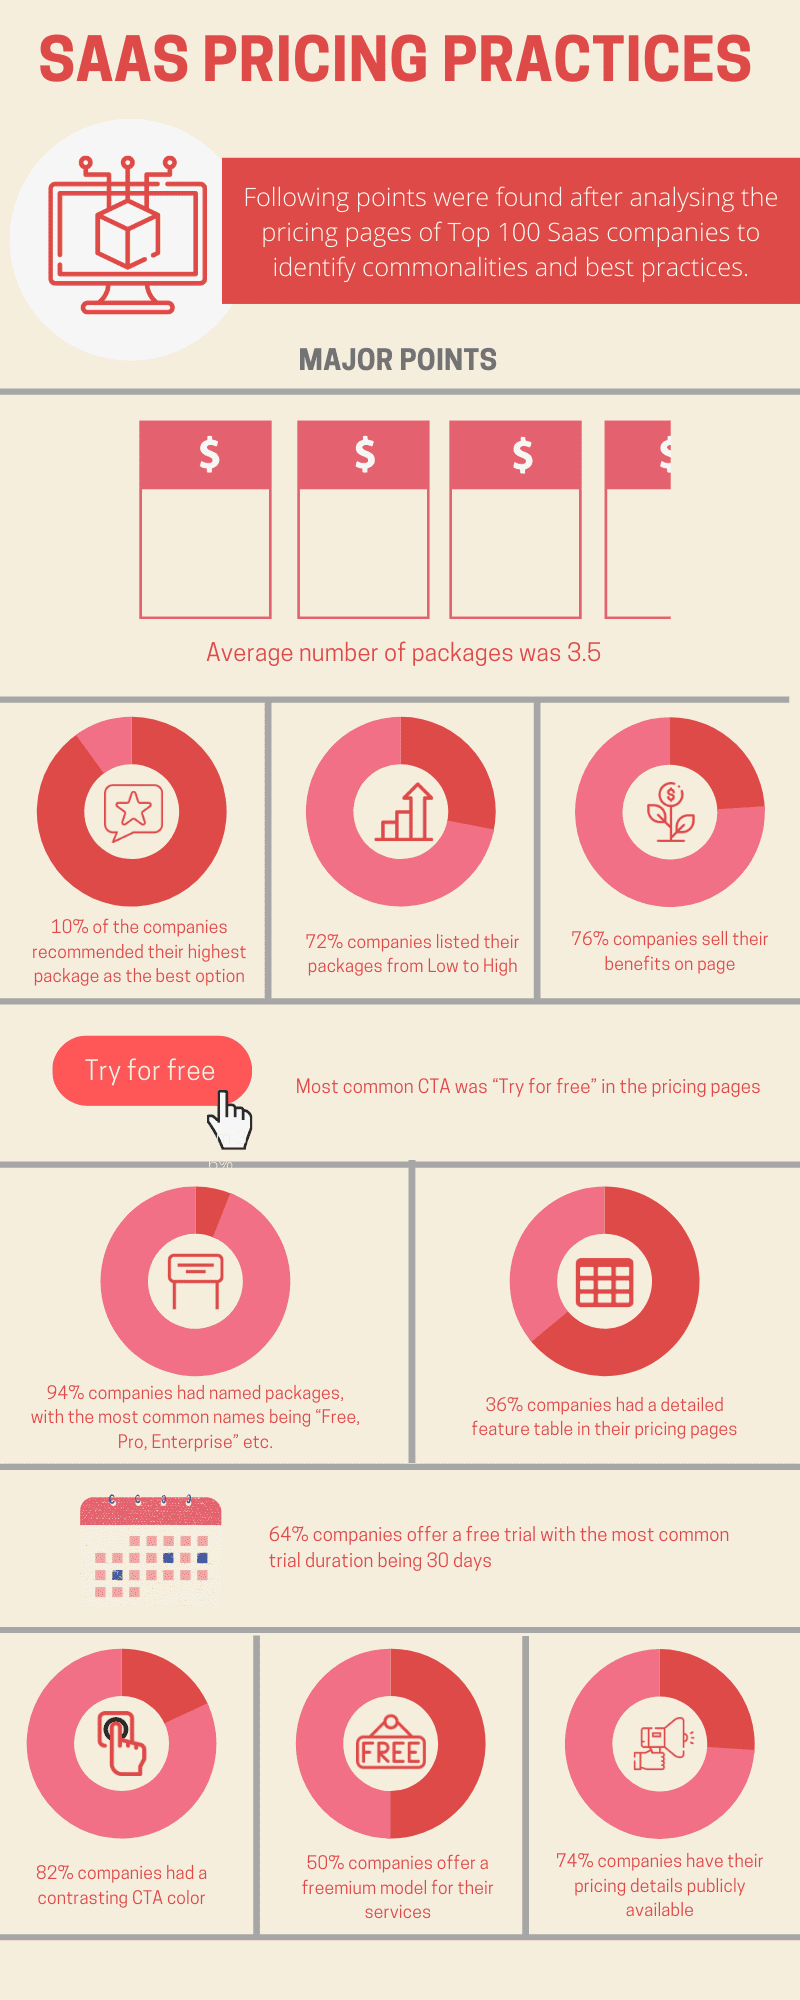 SAAS PRICING PRACTICES
Following points were found after analysing the
pricing pages of Top 100 Saas companies to
identify commonalities and best practices.
MAJOR POINTS
$ $ $ $
Average number of packages was 3.5
10% of the companies
recommended their highest
package as the best option
72% companies listed their
packages from Low to High
76% companies sell their
benefits on page
$
Try for free
Most common CTA was “Try for free” in the pricing pages
94% companies had named packages,
with the most common names being “Free,
Pro, Enterprise” etc.
36% companies had a detailed
feature table in their pricing pages
64% companies offer a free trial with the most common
trial duration being 30 days
82% companies had a
contrasting CTA color
FREE
50% companies offer a
freemium model for their
services
74% companies have their
pricing details publicly
available